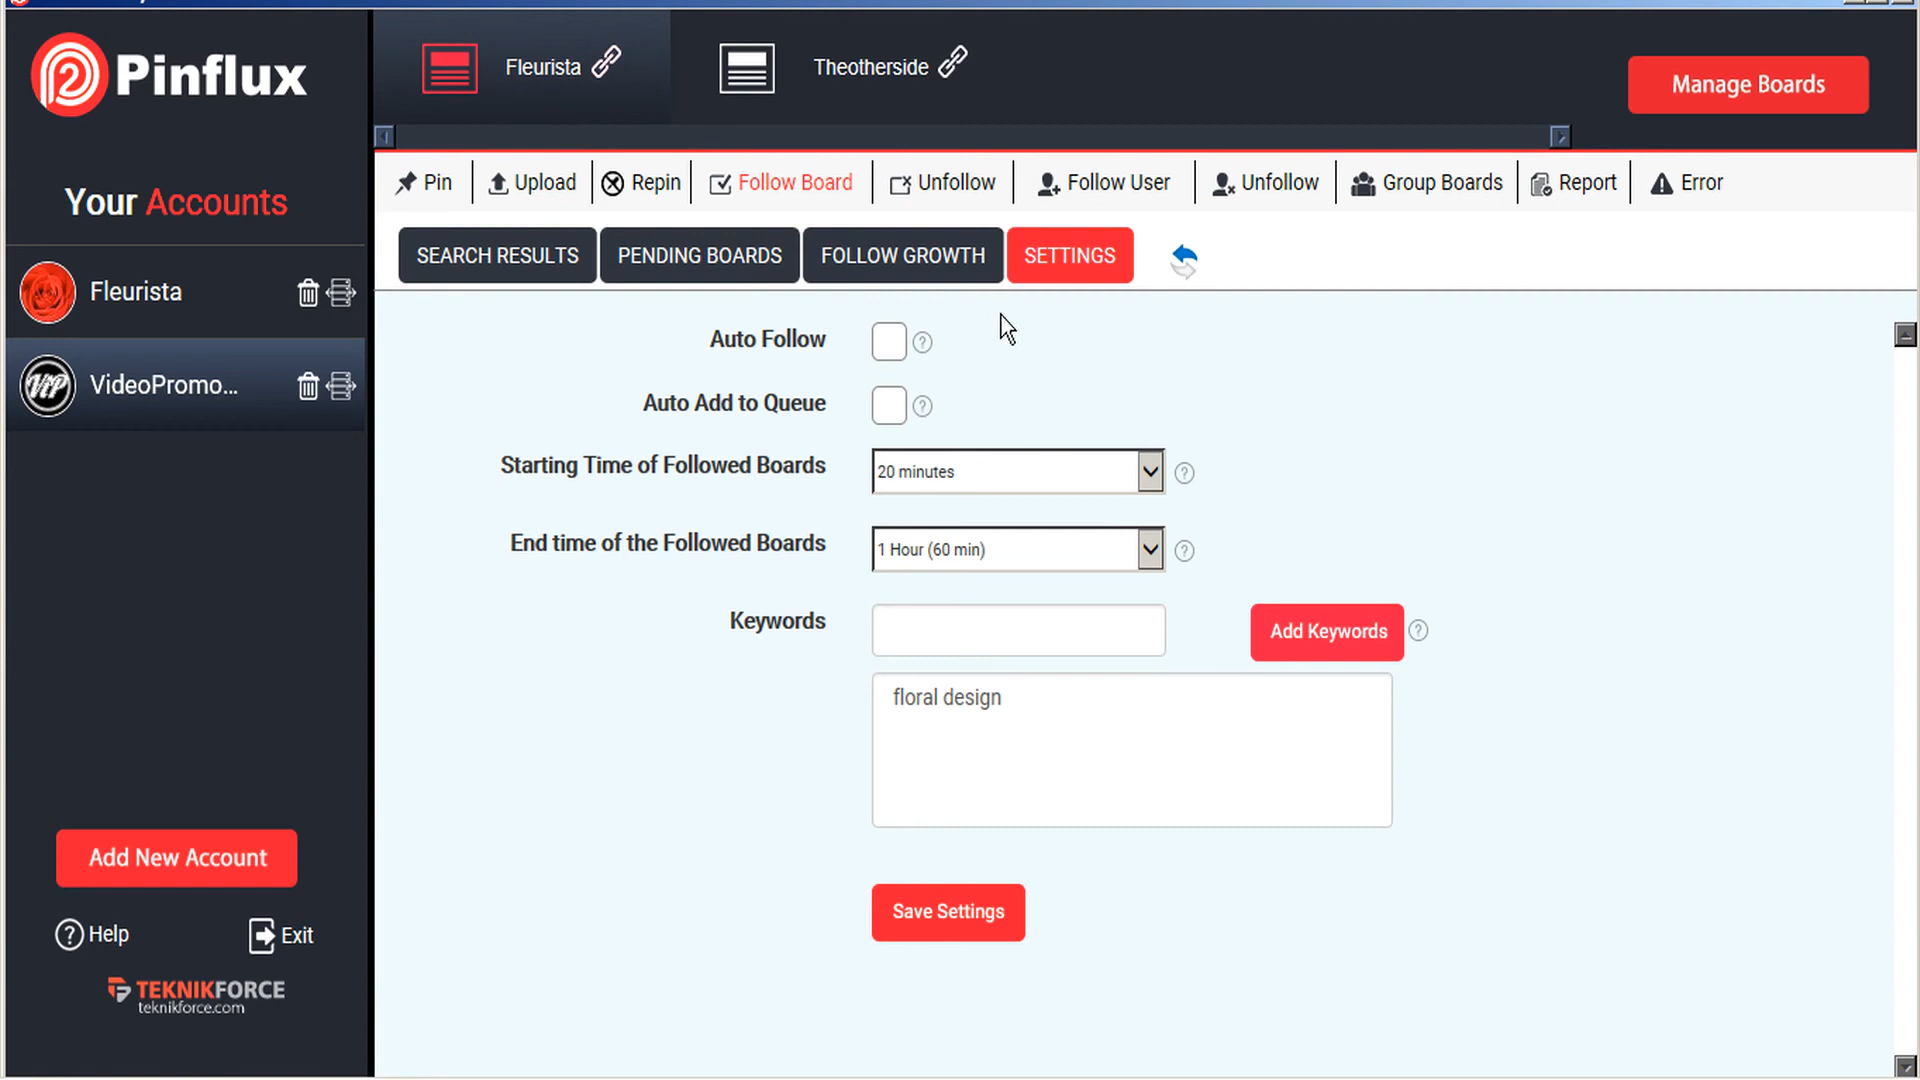 Pinflux
Fleurista
Theotherside
Manage Boards
Your Accounts
Fleurista
VideoPromo...
Add New Account
Help
Exit
TEKNIKFORCE
teknikforce.com
Pin
Upload
Repin
Follow Board
Unfollow
Follow User
Unfollow
Group Boards
Report
Error
SEARCH RESULTS
PENDING BOARDS
FOLLOW GROWTH
SETTINGS
Auto Follow
Auto Add to Queue
Starting Time of Followed Boards
20 minutes
End time of the Followed Boards
1 Hour (60 min)
Keywords
Add Keywords
floral design
Save Settings